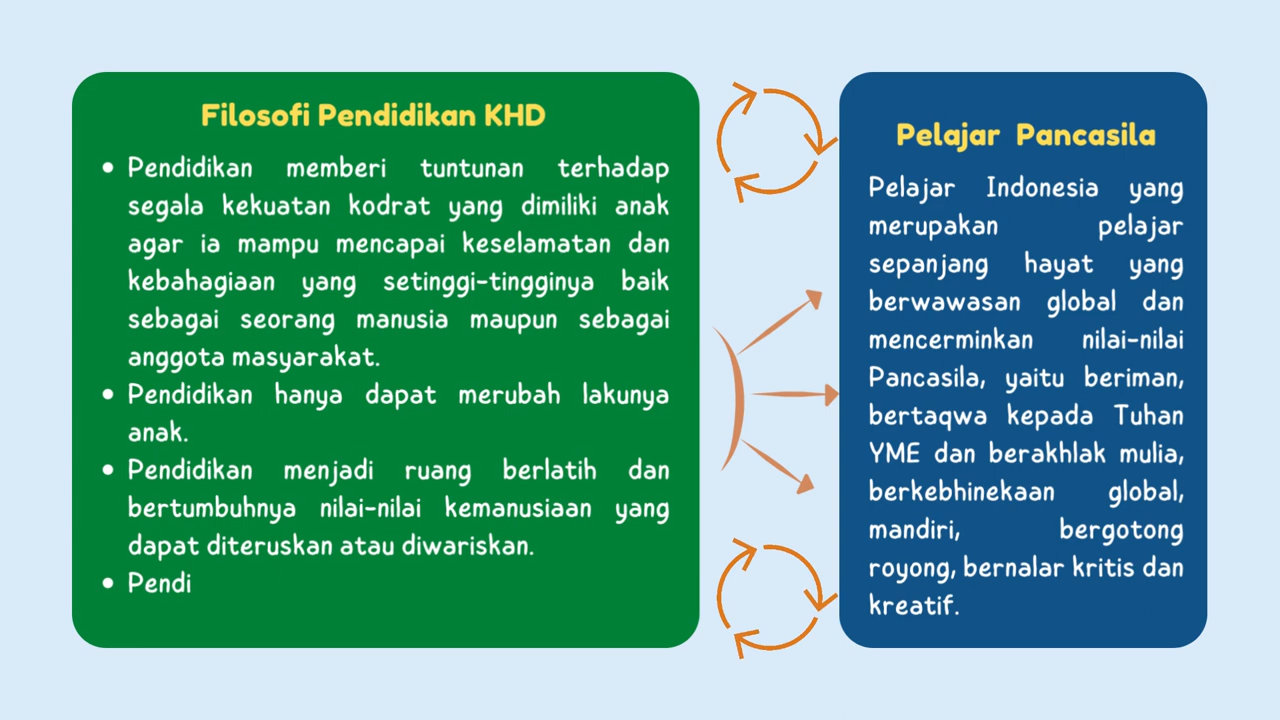 Filosofi Pendidikan KHD
• Pendidikan memberi tuntunan terhadap
segala kekuatan kodrat yang dimiliki anak
agar ia mampu mencapai keselamatan dan
kebahagiaan yang setinggi-tingginya baik
sebagai seorang manusia maupun sebagai
anggota masyarakat.
• Pendidikan hanya dapat merubah lakunya
anak.
• Pendidikan menjadi ruang berlatih dan
bertumbuhnya nilai-nilai kemanusiaan yang
dapat diteruskan atau diwariskan.
• Pendi
Pelajar Pancasila
Pelajar Indonesia yang
merupakan pelajar
sepanjang hayat yang
berwawasan global dan
mencerminkan nilai-nilai
Pancasila, yaitu beriman,
bertaqwa kepada Tuhan
YME dan berakhlak mulia,
berkebhinekaan global,
mandiri, bergotong
royong, bernalar kritis dan
kreatif.